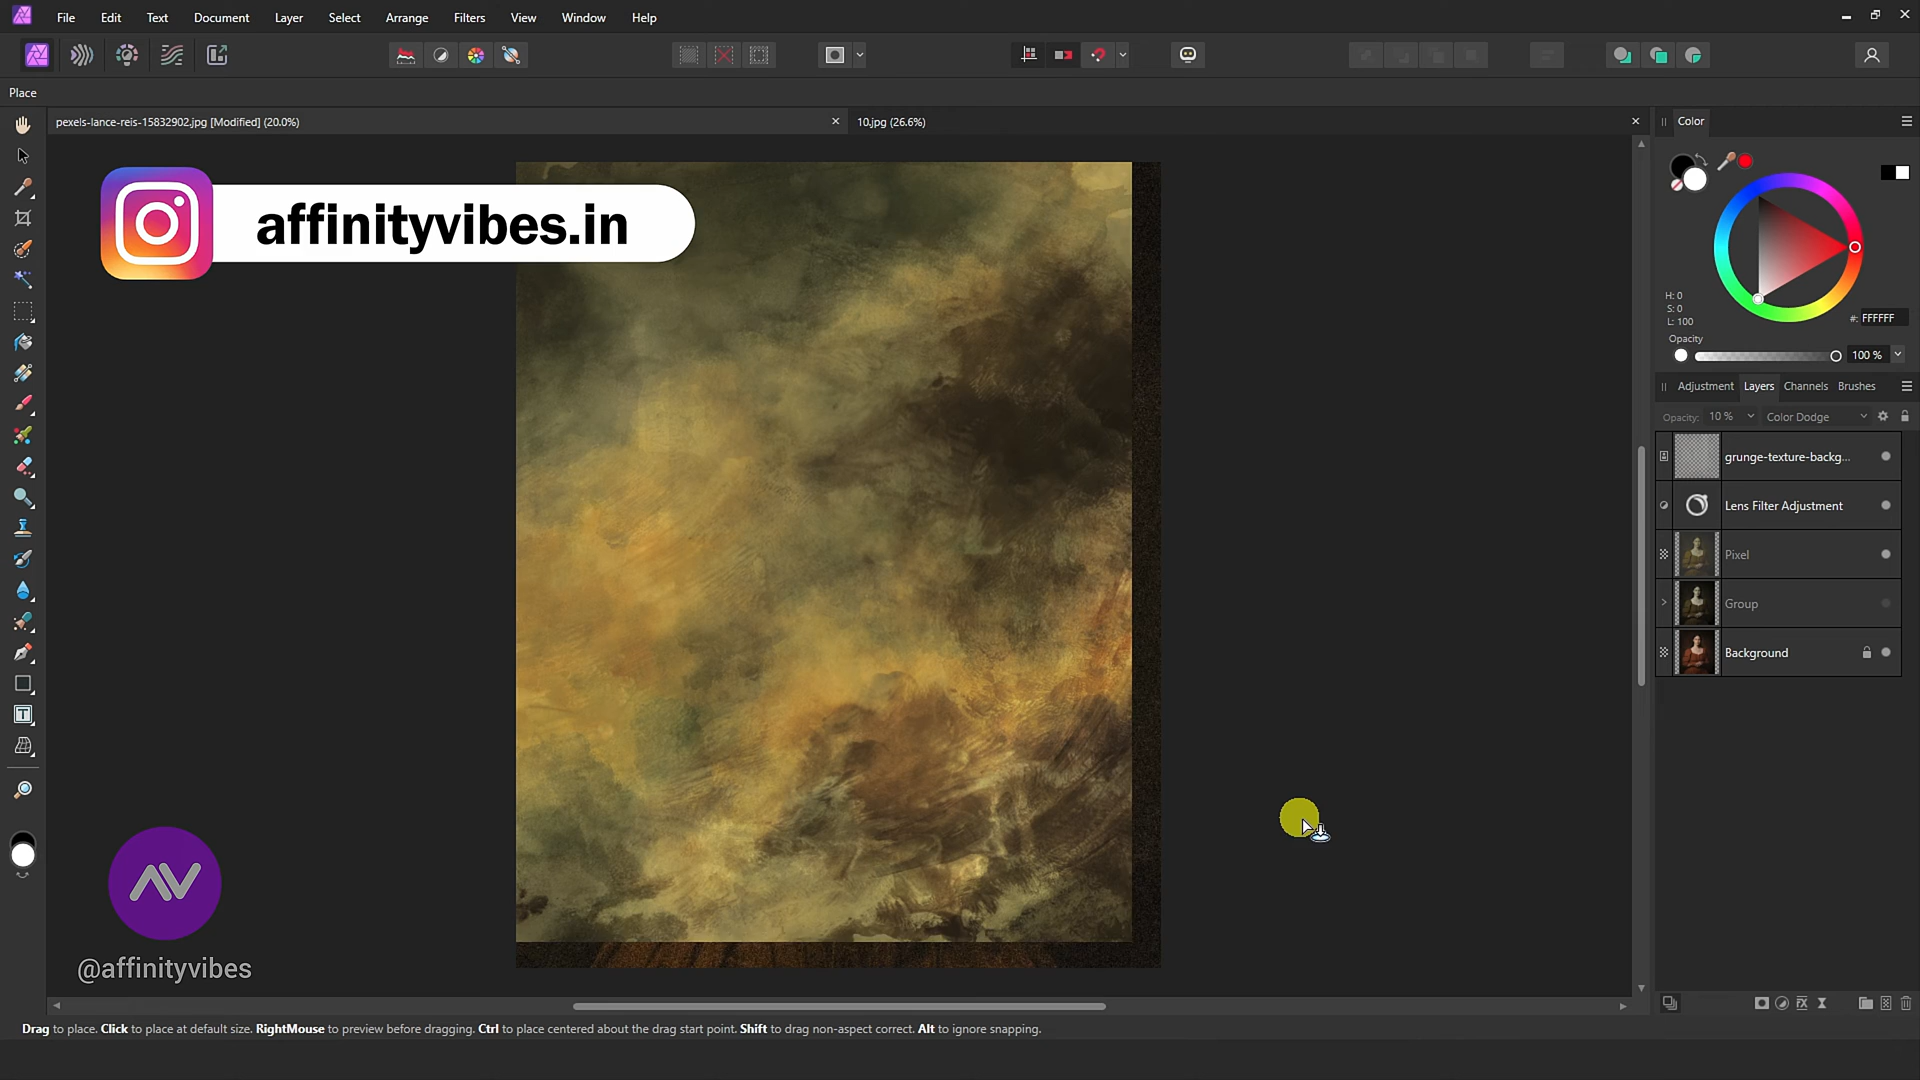 File Edit Text Document Layer Select Arrange Filters View Window Help
Place
pexels-lance-reis-15832902.jpg [Modified] (20.0%)
10.jpg (26.6%)
Color
affinityvibes.in
H: 0
S: 0
L: 100
#: FFFFFF
Opacity
100 %
Adjustment Layers Channels Brushes
Opacity: 10 % Color Dodge
grunge-texture-backg...
Lens Filter Adjustment
Pixel
Group
Background
AV
@affinityvibes
Drag to place. Click to place at default size. RightMouse to preview before dragging. Ctrl to place centered about the drag start point. Shift to drag non-aspect correct. Alt to ignore snapping.